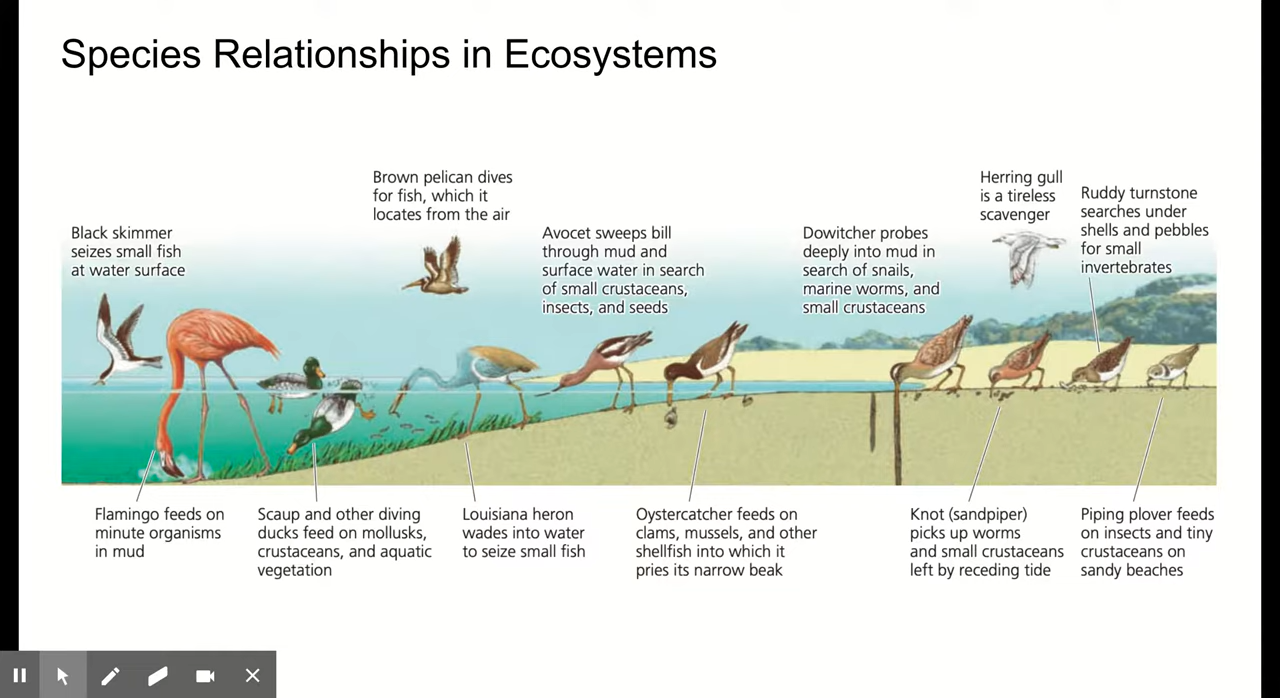 Species Relationships in Ecosystems
Black skimmer
seizes small fish
at water surface
Brown pelican dives
for fish, which it
locates from the air
Avocet sweeps bill
through mud and
surface water in search
of small crustaceans,
insects, and seeds
Dowitcher probes
deeply into mud in
search of snails,
marine worms, and
small crustaceans
Herring gull
is a tireless
scavenger
Ruddy turnstone
searches under
shells and pebbles
for small
invertebrates
Flamingo feeds on
minute organisms
in mud
Scaup and other diving
ducks feed on mollusks,
crustaceans, and aquatic
vegetation
Louisiana heron
wades into water
to seize small fish
Oystercatcher feeds on
clams, mussels, and other
shellfish into which it
pries its narrow beak
Knot (sandpiper)
picks up worms
and small crustaceans
left by receding tide
Piping plover feeds
on insects and tiny
crustaceans on
sandy beaches